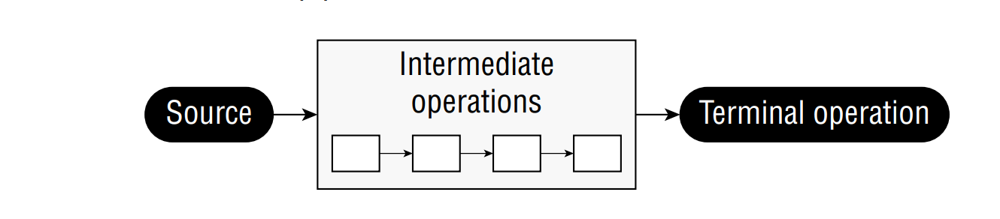 Source
Intermediate
operations
Terminal operation